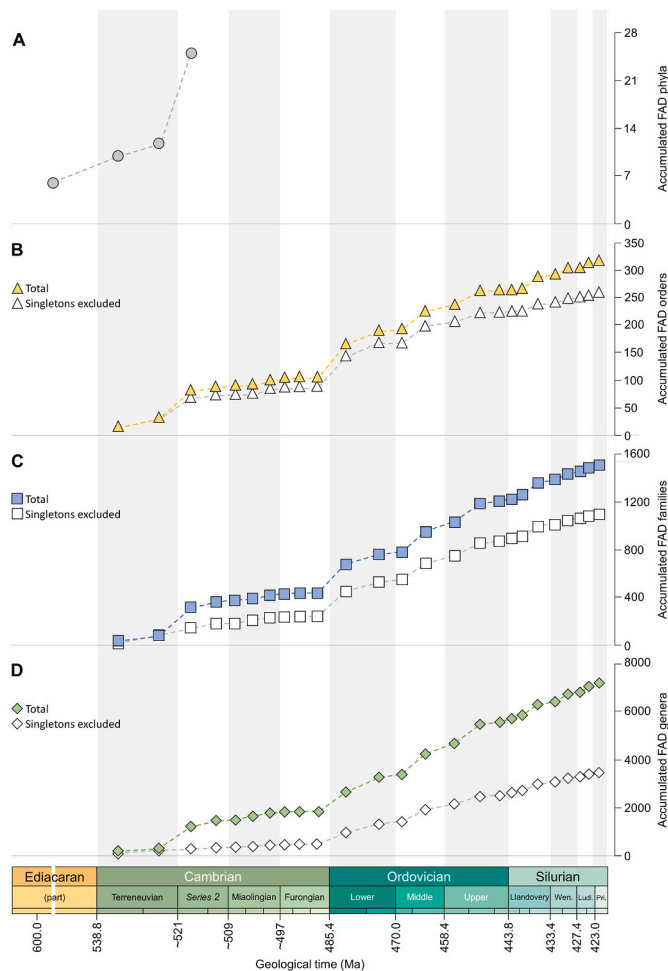 A
28
21
14
7
0
Accumulated FAD phyla
B
Total
Singletons excluded
350
300
250
200
150
100
50
0
Accumulated FAD orders
C
Total
Singletons excluded
1600
1200
800
400
0
Accumulated FAD families
D
Total
Singletons excluded
8000
6000
4000
2000
0
Accumulated FAD genera
Ediacaran Cambrian Ordovician Silurian
(part) Terreneuvian Series 2 Miaolingian Furongian Lower Middle Upper Llandovery Wen. Ludl. Pri.
600.0 538.8 ~521 ~509 ~497 485.4 470.0 458.4 443.8 433.4 427.4 423.0
Geological time (Ma)